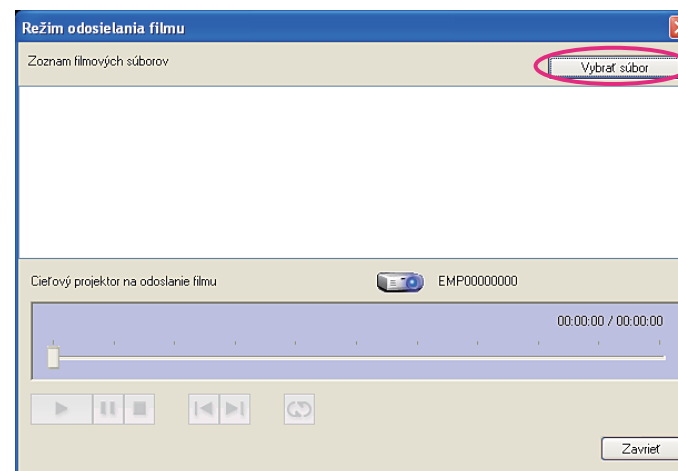 Režim odosielania filmu
Zoznam filmových súborov
Vybrať súbor
Cieľový projektor na odoslanie filmu
EMP00000000
00:00:00 / 00:00:00
Zavrieť